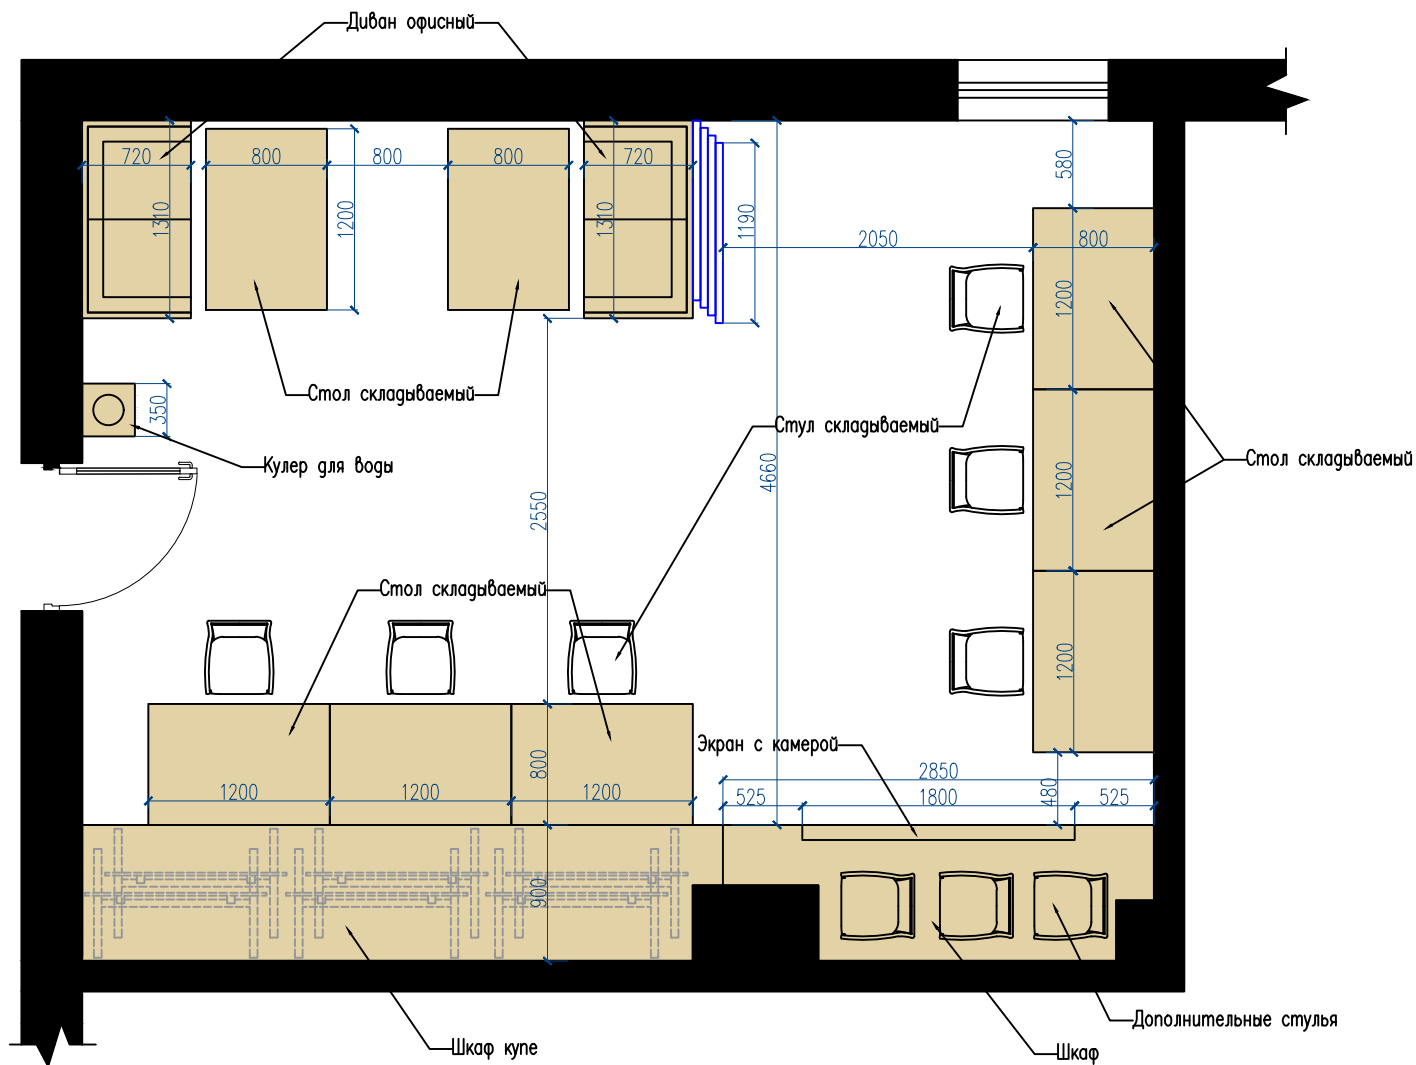 Диван офисный
720
800
800
800
720
580
1310
1200
1310
1190
2050
800
1200
Стол складываемый
350
Стул складываемый
Кулер для воды
4660
1200
Стол складываемый
2550
Стол складываемый
1200
Экран с камерой
800
2850
480
1200
1200
1200
525
1800
525
900
Дополнительные стулья
Шкаф купе
Шкаф